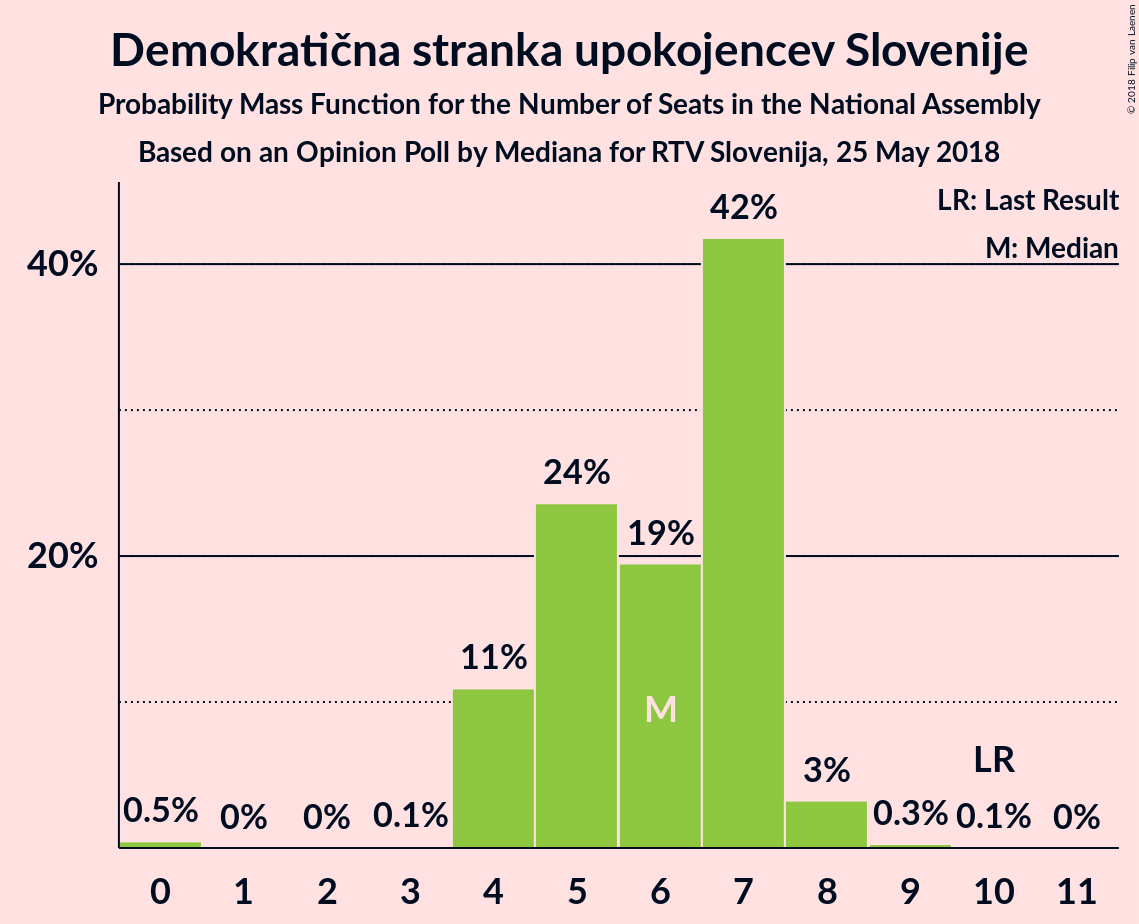 Demokratična stranka upokojencev Slovenije
Probability Mass Function for the Number of Seats in the National Assembly
Based on an Opinion Poll by Mediana for RTV Slovenija, 25 May 2018
© 2018 Filip van Laenen
LR: Last Result
M: Median
40%
20%
0.5%
0%
0%
0.1%
11%
24%
19%
42%
3%
0.3%
0.1%
0%
M
LR
0 1 2 3 4 5 6 7 8 9 10 11